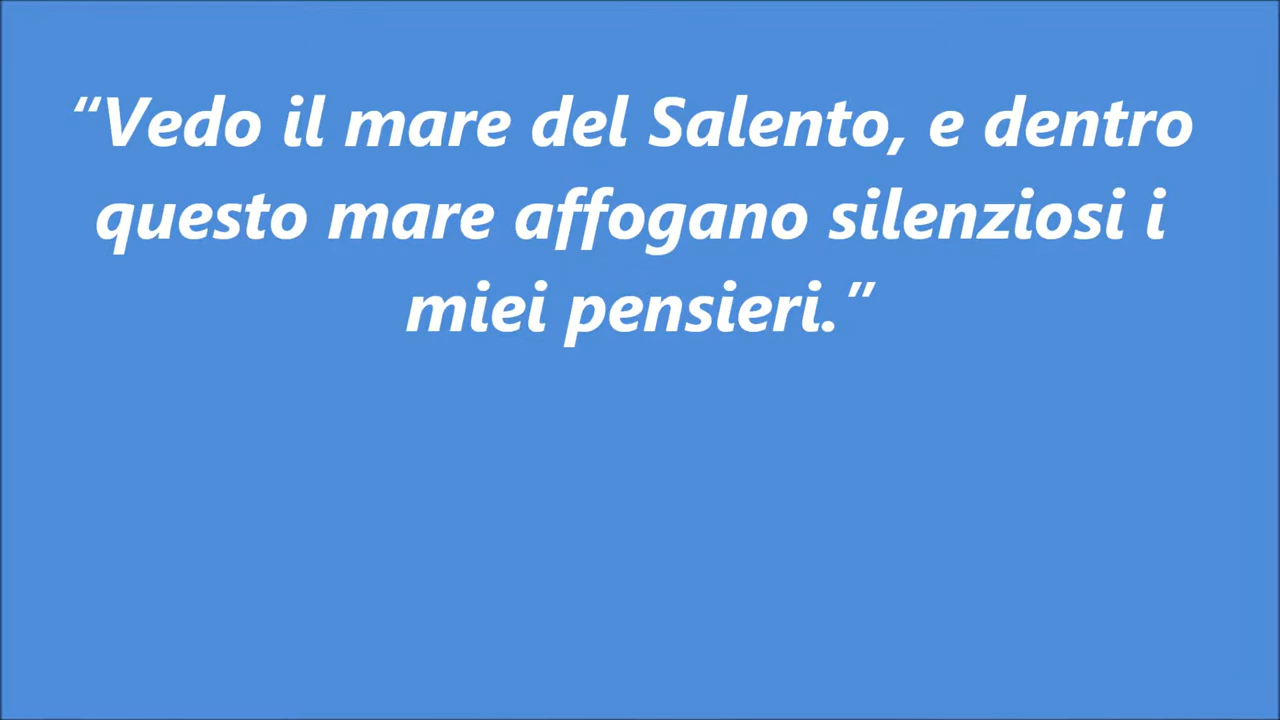 “Vedo il mare del Salento, e dentro
questo mare affogano silenziosi i
miei pensieri.”